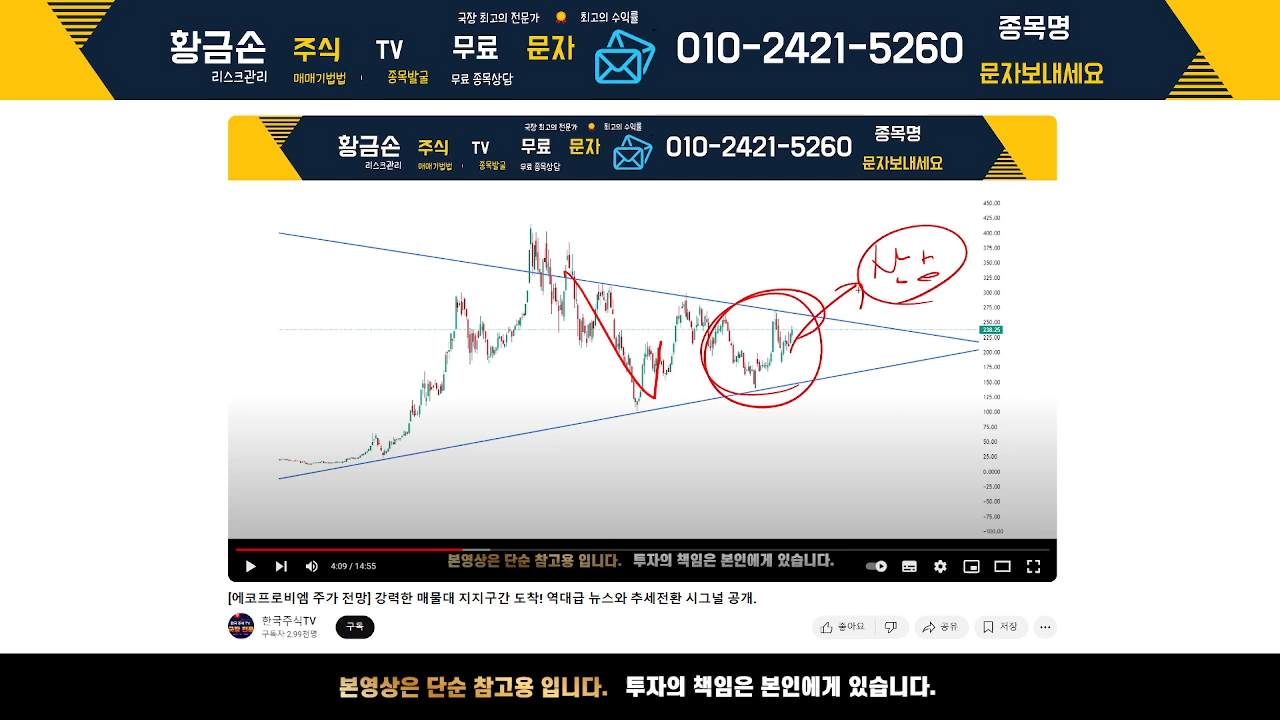 국장 최고의 전문가 최고의 수익률
황금손 주식 TV 무료 문자 010-2421-5260 종목명
리스크관리 매매기법법 종목발굴 무료 종목상담 문자보내세요
국장 최고의 전문가 최고의 수익률
황금손 주식 TV 무료 문자 010-2421-5260 종목명
리스크관리 매매기법법 종목발굴 무료 종목상담 문자보내세요
450.00
425.00
400.00
375.00
350.00
325.00
300.00
275.00
250.00
238.25
225.00
200.00
175.00
150.00
125.00
100.00
75.00
50.00
25.00
0.0000
-25.00
-50.00
-75.00
-100.00
4:09 / 14:55
본영상은 단순 참고용 입니다. 투자의 책임은 본인에게 있습니다.
[에코프로비엠 주가 전망] 강력한 매물대 지지구간 도착! 역대급 뉴스와 추세전환 시그널 공개.
한국주식TV
구독자 2.99천명
구독
좋아요 공유 저장
본영상은 단순 참고용 입니다. 투자의 책임은 본인에게 있습니다.